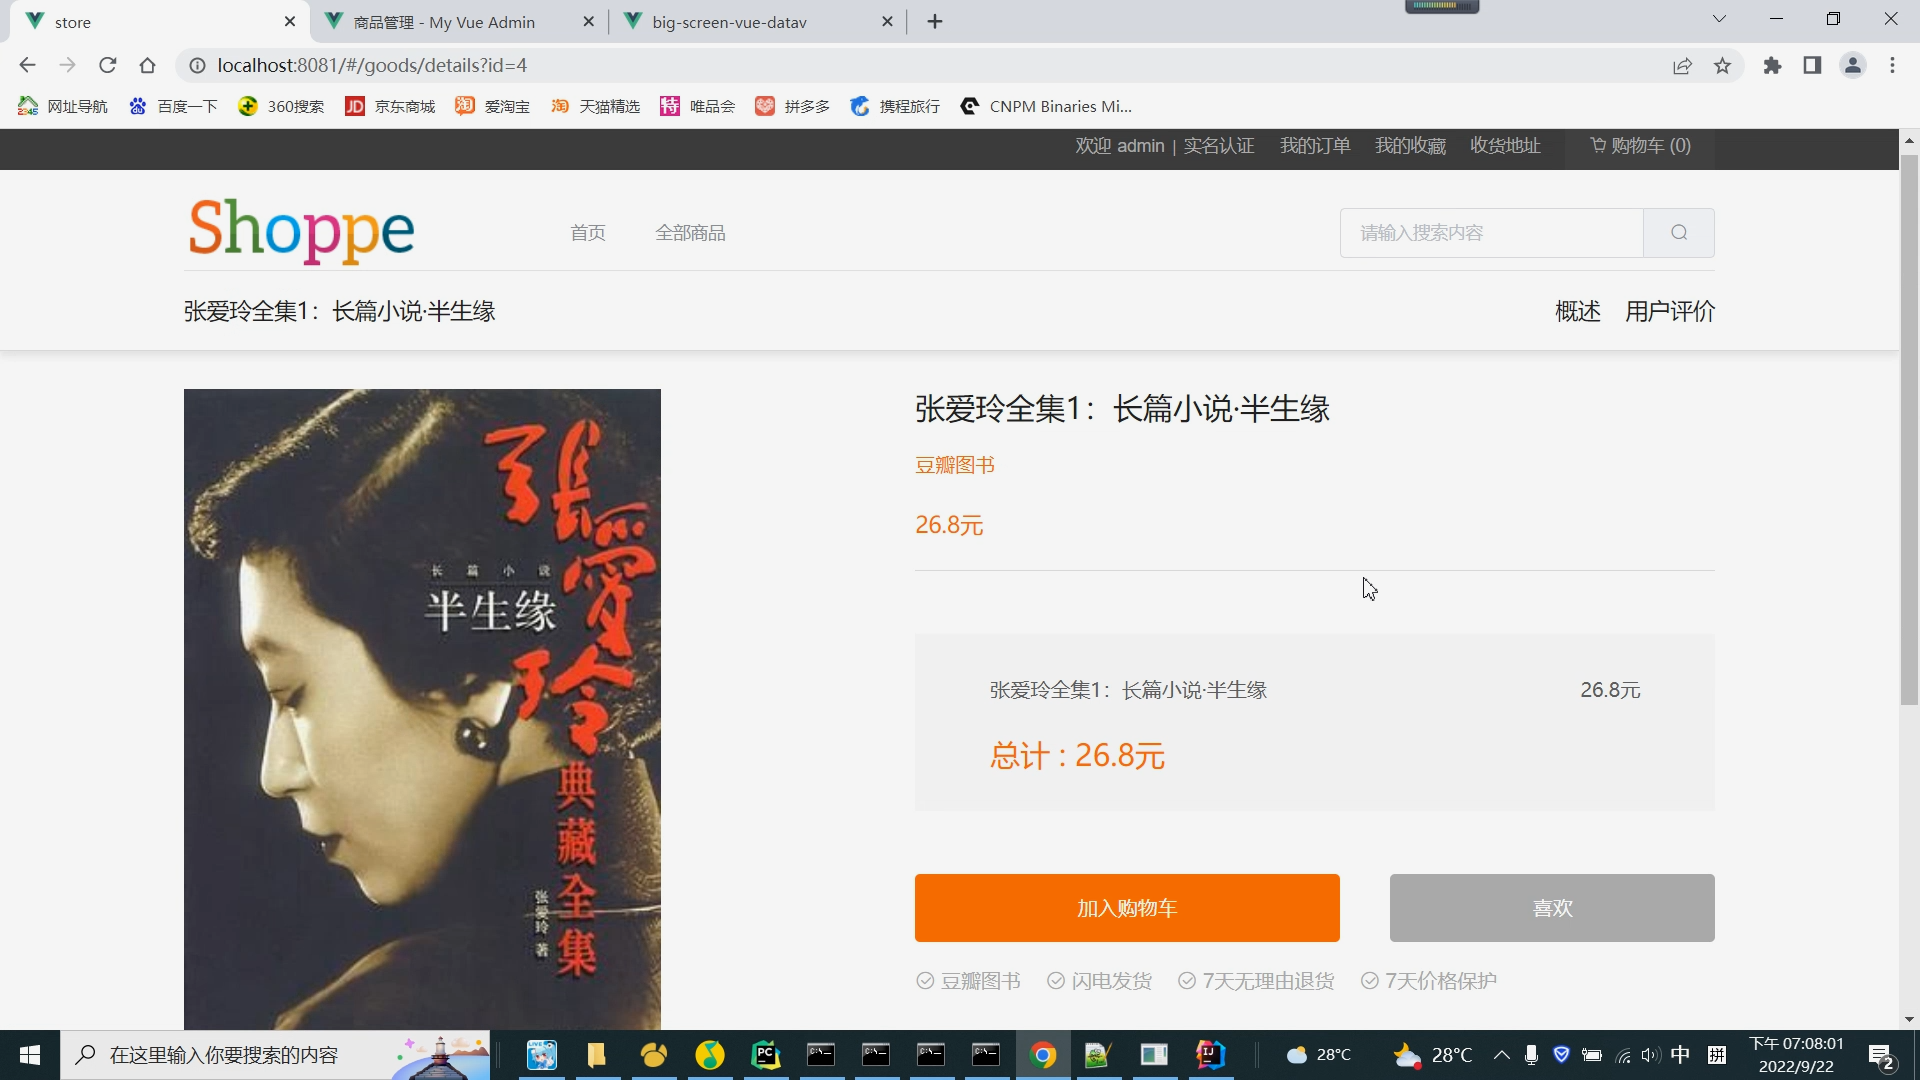 store
商品管理 - My Vue Admin
big-screen-vue-datav
localhost:8081/#/goods/details?id=4
网址导航
百度一下
360搜索
JD 京东商城
淘 爱淘宝
淘 天猫精选
特 唯品会
拼多多
携程旅行
CNPM Binaries Mi...
欢迎 admin | 实名认证
我的订单
我的收藏
收货地址
购物车 (0)
Shoppe
首页
全部商品
请输入搜索内容
张爱玲全集1：长篇小说·半生缘
概述
用户评价
張愛玲
长篇小说
半生缘
典藏全集
张爱玲 著
张爱玲全集1：长篇小说·半生缘
豆瓣图书
26.8元
张爱玲全集1：长篇小说·半生缘
26.8元
总计 : 26.8元
加入购物车
喜欢
豆瓣图书
闪电发货
7天无理由退货
7天价格保护
在这里输入你要搜索的内容
28°C
28°C
中
拼
下午 07:08:01
2022/9/22
2